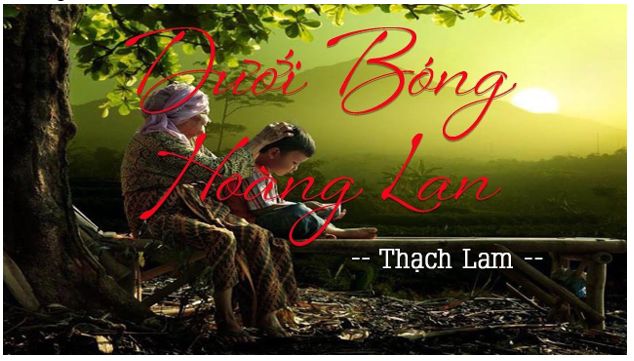 Dưới Bóng
Hoàng Lan
-- Thạch Lam --